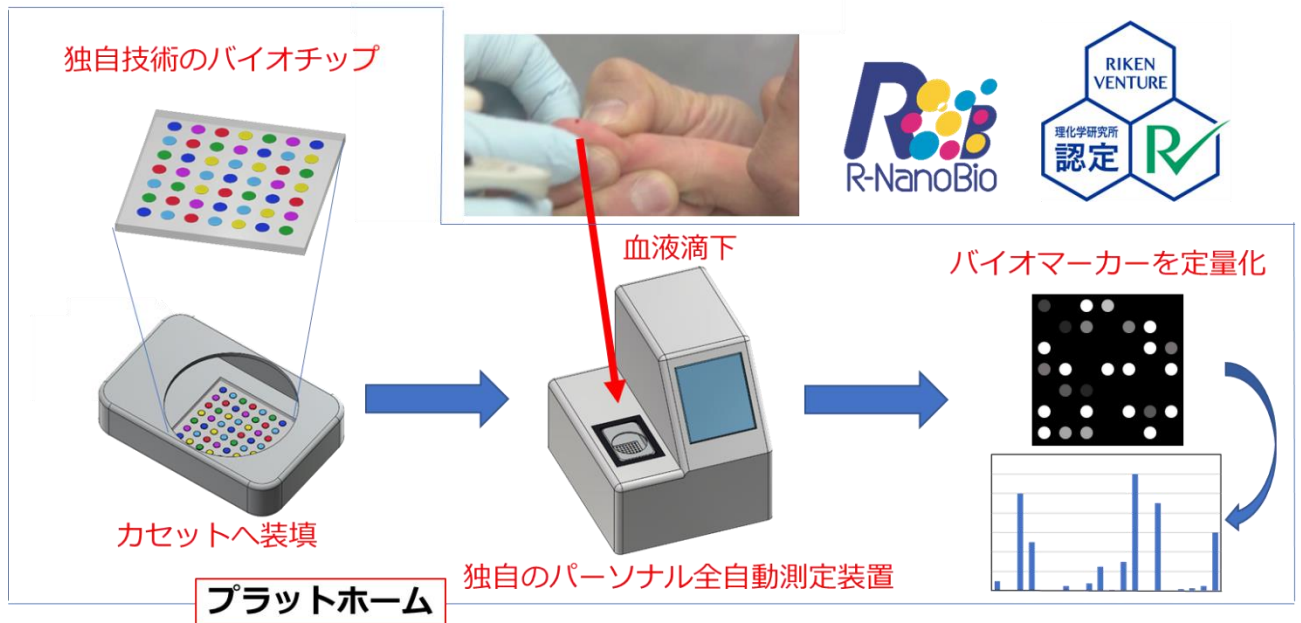 独自技術のバイオチップ
RIKEN
VENTURE
理化学研究所
認定
R
RB
R-NanoBio
血液滴下
バイオマーカーを定量化
カセットへ装填
独自のパーソナル全自動測定装置
プラットホーム